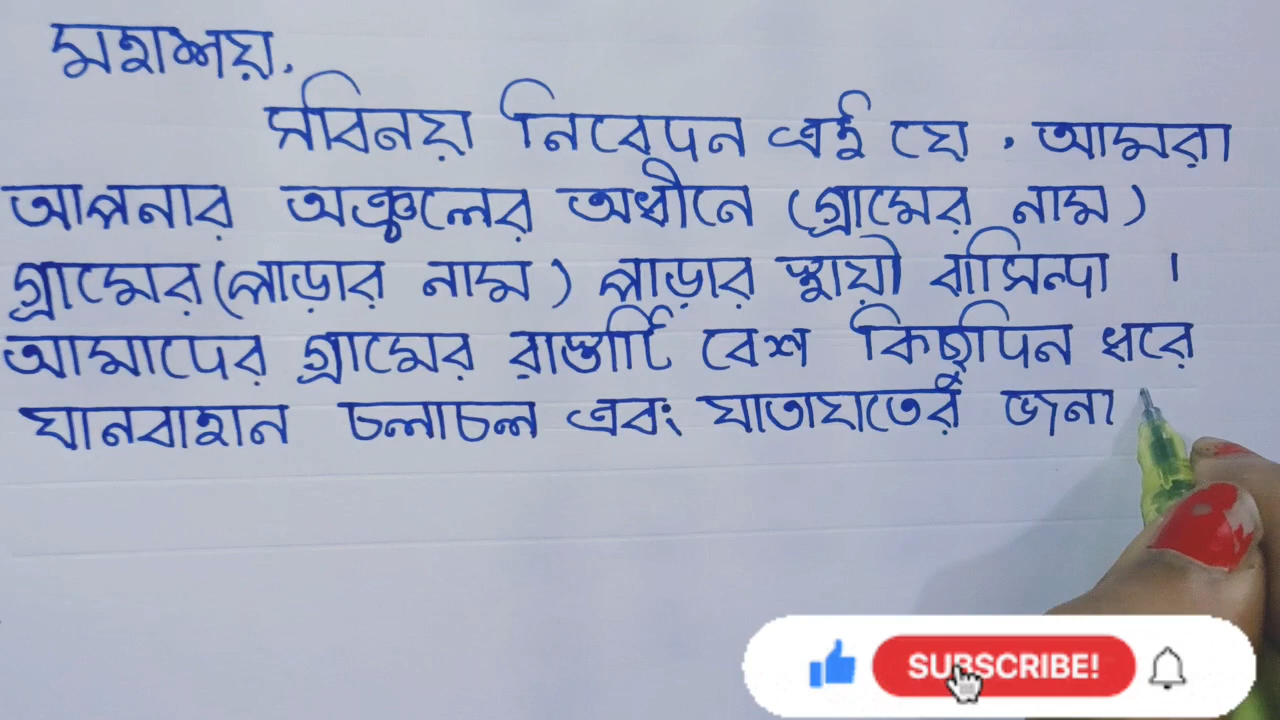 মহাশয়,
সবিনয় নিবেদন এই যে, আমরা
আপনার অঞ্চলের অধীনে (গ্রামের নাম)
গ্রামের (পাড়ার নাম) পাড়ার স্থায়ী বাসিন্দা ।
আমাদের গ্রামের রাস্তাটি বেশ কিছুদিন ধরে
যানবাহন চলাচল এবং যাতায়াতের জন্য
SUBSCRIBE!